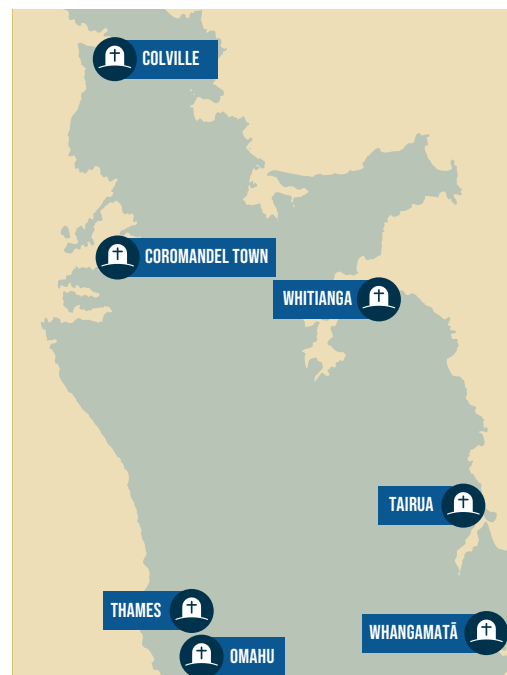 COLVILLE
COROMANDEL TOWN
WHITIANGA
TAIRUA
THAMES
WHANGAMATĀ
OMAHU